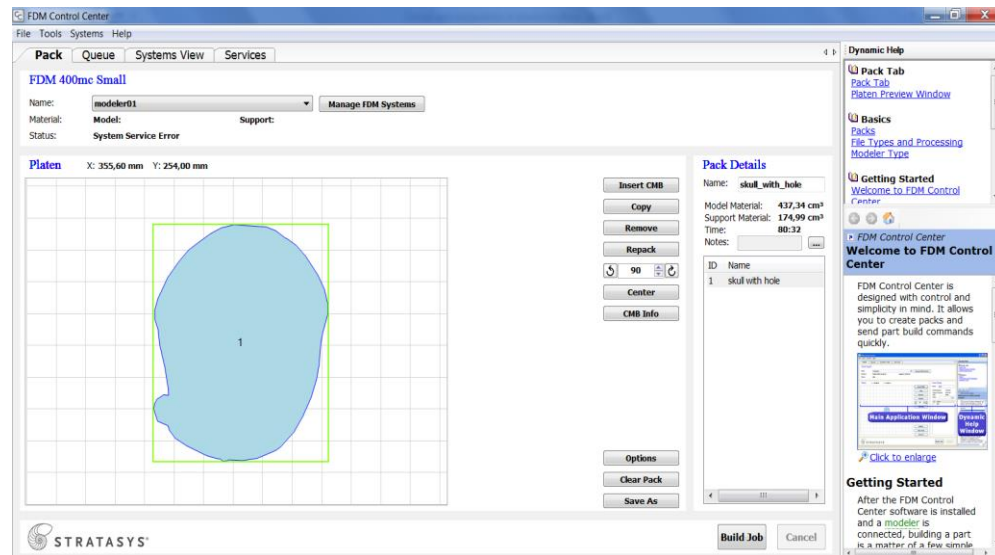 FDM Control Center
File Tools Systems Help
Pack Queue Systems View Services
FDM 400mc Small
Name: modeler01 Manage FDM Systems
Material: Model: Support:
Status: System Service Error
Platen X: 355,60 mm Y: 254,00 mm
1
Insert CMB
Copy
Remove
Repack
90
Center
CMB Info
Options
Clear Pack
Save As
Pack Details
Name: skull_with_hole
Model Material: 437,34 cm³
Support Material: 174,99 cm³
Time: 80:32
Notes: ...
ID Name
1 skull with hole
STRATASYS
Build Job Cancel
Dynamic Help
Pack Tab
Pack Tab
Platen Preview Window
Basics
Packs
File Types and Processing
Modeler Type
Getting Started
Welcome to FDM Control
Center
FDM Control Center
Welcome to FDM Control
Center
FDM Control Center is
designed with control and
simplicity in mind. It allows
you to create packs and
send part build commands
quickly.
Main Application Window
Dynamic
Help
Window
Click to enlarge
Getting Started
After the FDM Control
Center software is installed
and a modeler is
connected, building a part
is a matter of a few simple